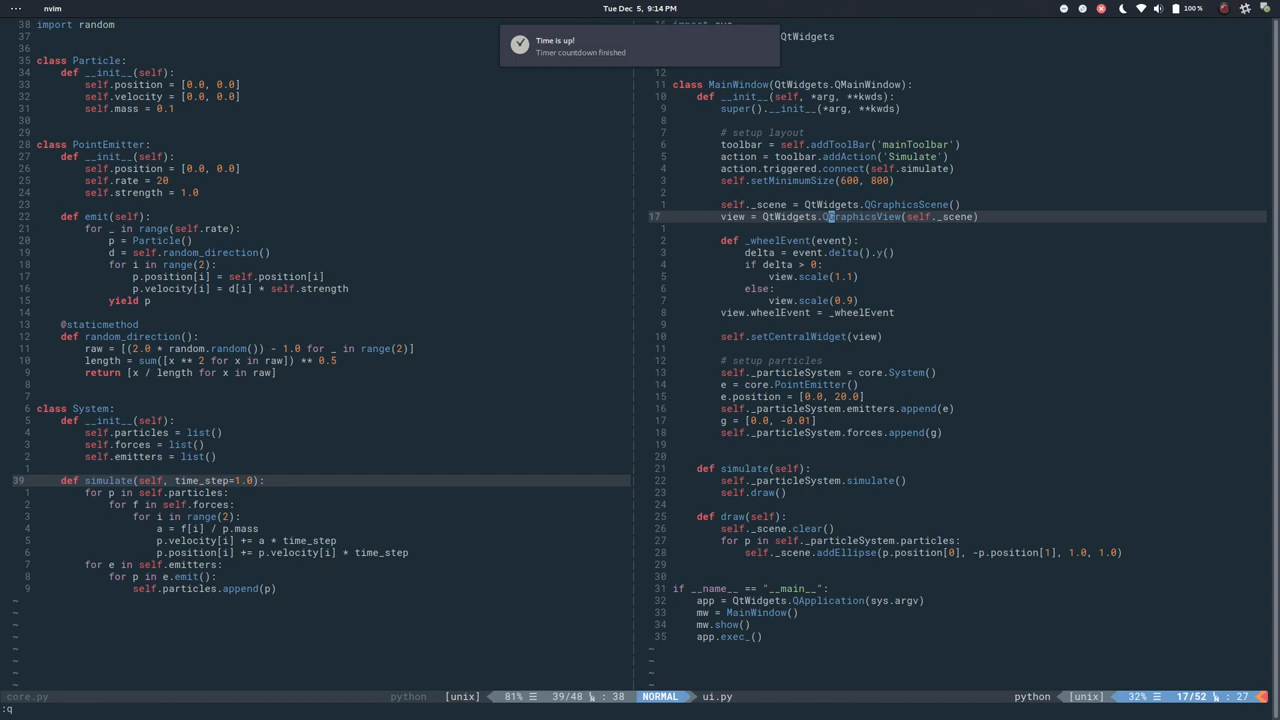 nvim
Tue Dec 5, 9:14 PM
100 %
Time is up!
Timer countdown finished
38 import random
37
36
35 class Particle:
34     def __init__(self):
33         self.position = [0.0, 0.0]
32         self.velocity = [0.0, 0.0]
31         self.mass = 0.1
30
29
28 class PointEmitter:
27     def __init__(self):
26         self.position = [0.0, 0.0]
25         self.rate = 20
24         self.strength = 1.0
23
22     def emit(self):
21         for _ in range(self.rate):
20             p = Particle()
19             d = self.random_direction()
18             for i in range(2):
17                 p.position[i] = self.position[i]
16                 p.velocity[i] = d[i] * self.strength
15             yield p
14
13     @staticmethod
12     def random_direction():
11         raw = [(2.0 * random.random()) - 1.0 for _ in range(2)]
10         length = sum([x ** 2 for x in raw]) ** 0.5
9         return [x / length for x in raw]
8
7
6 class System:
5     def __init__(self):
4         self.particles = list()
3         self.forces = list()
2         self.emitters = list()
1
39     def simulate(self, time_step=1.0):
1         for p in self.particles:
2             for f in self.forces:
3                 for i in range(2):
4                     a = f[i] / p.mass
5                     p.velocity[i] += a * time_step
6                     p.position[i] += p.velocity[i] * time_step
7         for e in self.emitters:
8             for p in e.emit():
9                 self.particles.append(p)
~
~
~
~
~
~
~
~
core.py python [unix] 81% ☰ 39/48 : 38
QtWidgets
12
11 class MainWindow(QtWidgets.QMainWindow):
10     def __init__(self, *arg, **kwds):
9         super().__init__(*arg, **kwds)
8
7         # setup layout
6         toolbar = self.addToolBar('mainToolbar')
5         action = toolbar.addAction('Simulate')
4         action.triggered.connect(self.simulate)
3         self.setMinimumSize(600, 800)
2
1         self._scene = QtWidgets.QGraphicsScene()
17         view = QtWidgets.QGraphicsView(self._scene)
1
2         def _wheelEvent(event):
3             delta = event.delta().y()
4             if delta > 0:
5                 view.scale(1.1)
6             else:
7                 view.scale(0.9)
8         view.wheelEvent = _wheelEvent
9
10         self.setCentralWidget(view)
11
12         # setup particles
13         self._particleSystem = core.System()
14         e = core.PointEmitter()
15         e.position = [0.0, 20.0]
16         self._particleSystem.emitters.append(e)
17         g = [0.0, -0.01]
18         self._particleSystem.forces.append(g)
19
20
21     def simulate(self):
22         self._particleSystem.simulate()
23         self.draw()
24
25     def draw(self):
26         self._scene.clear()
27         for p in self._particleSystem.particles:
28             self._scene.addEllipse(p.position[0], -p.position[1], 1.0, 1.0)
29
30
31 if __name__ == "__main__":
32     app = QtWidgets.QApplication(sys.argv)
33     mw = MainWindow()
34     mw.show()
35     app.exec_()
~
~
~
~
NORMAL ui.py python [unix] 32% ☰ 17/52 : 27
:q